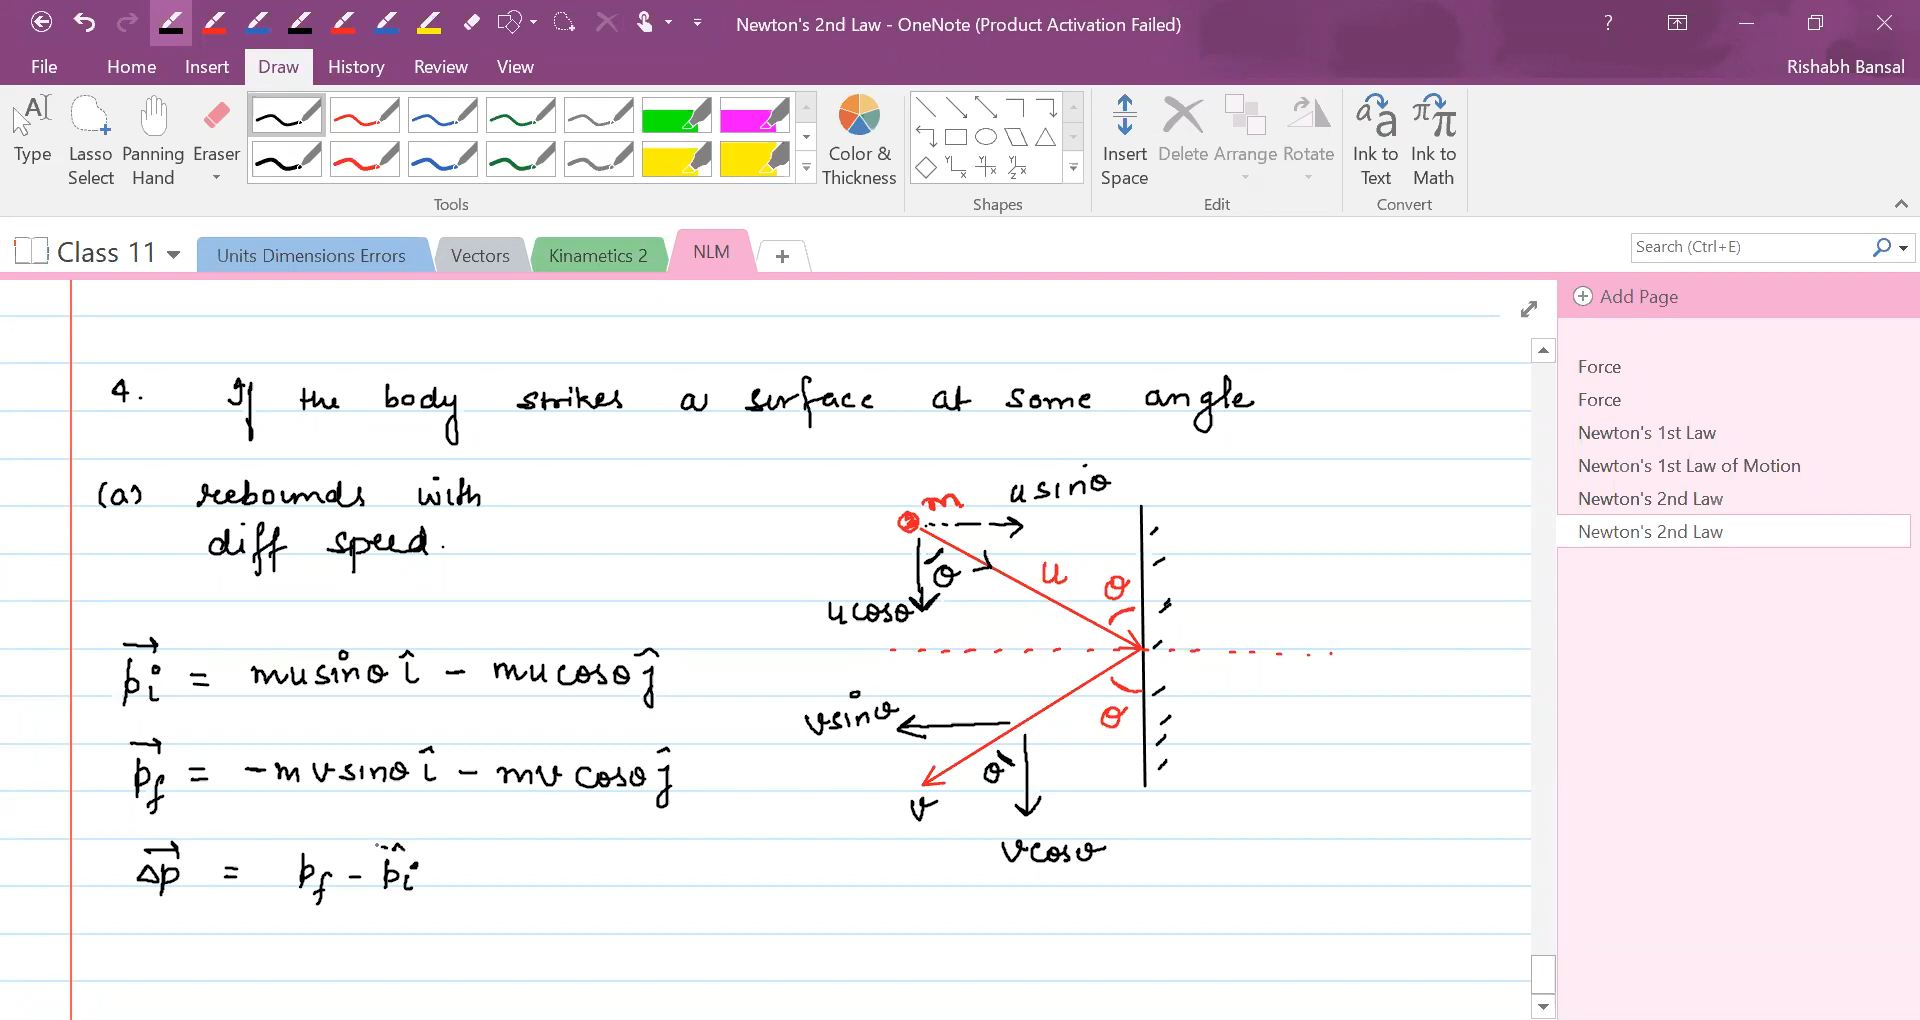 Newton's 2nd Law - OneNote (Product Activation Failed)
?
File Home Insert Draw History Review View
Rishabh Bansal
Type
Lasso Select
Panning Hand
Eraser
Color & Thickness
Insert Space
Delete
Arrange
Rotate
Ink to Text
Ink to Math
Tools
Shapes
Edit
Convert
Class 11
Units Dimensions Errors
Vectors
Kinametics 2
NLM
Search (Ctrl+E)
Add Page
Force
Force
Newton's 1st Law
Newton's 1st Law of Motion
Newton's 2nd Law
Newton's 2nd Law
4. If the body strikes a surface at some angle
(a) rebounds with
diff speed.
m
u sinθ
θ
u
θ
u cosθ
p⃗i = mu sinθ î - mu cosθ ĵ
v sinθ
θ
p⃗f = -mv sinθ î - mv cosθ ĵ
θ
v
v cosθ
Δp⃗ = pf - pi